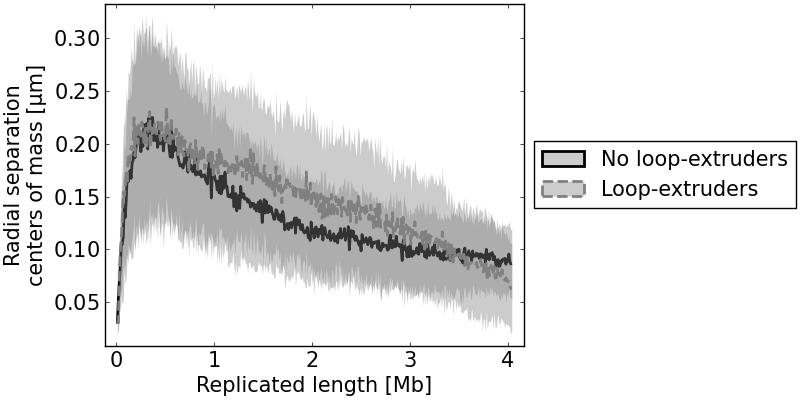 Radial separation
centers of mass [µm]
0.30
0.25
0.20
0.15
0.10
0.05
0 1 2 3 4
Replicated length [Mb]
No loop-extruders
Loop-extruders